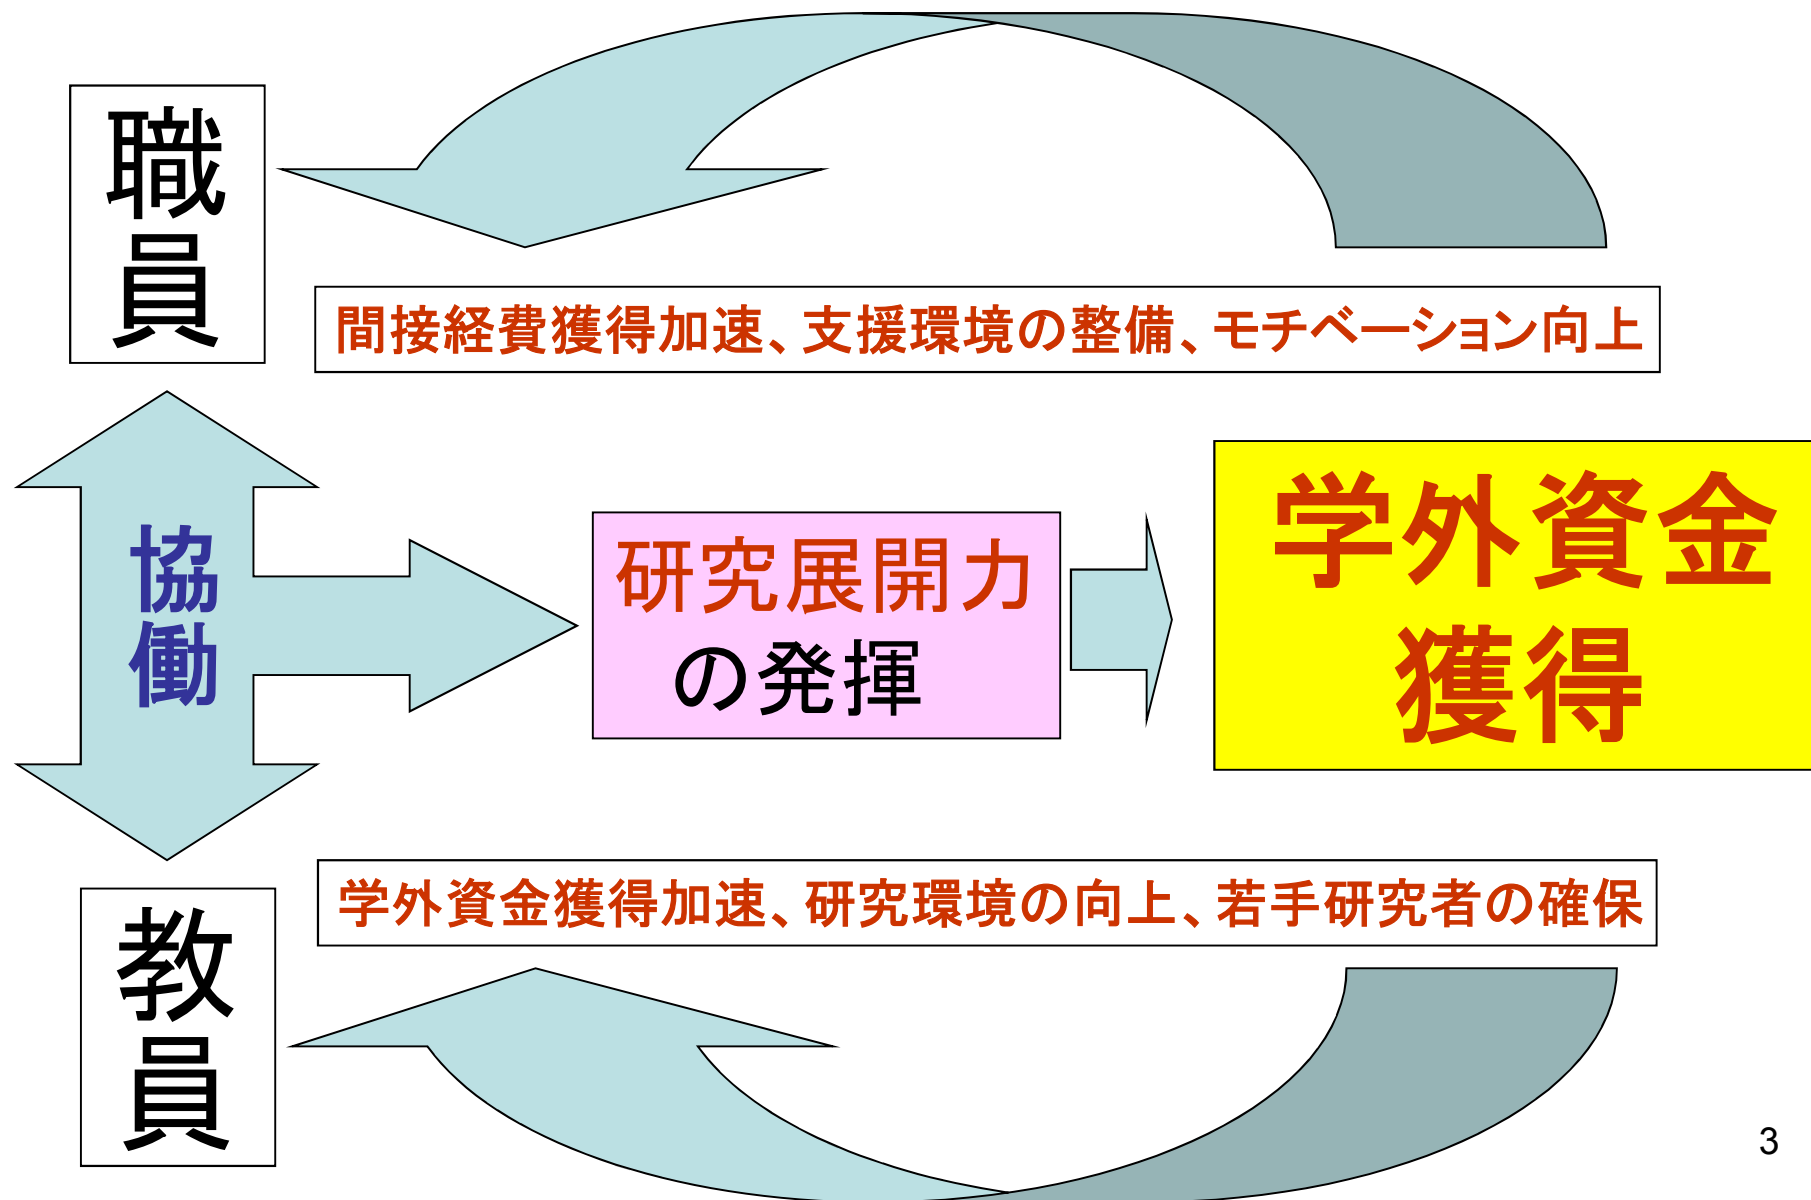 職員
間接経費獲得加速、支援環境の整備、モチベーション向上
協働
研究展開力
の発揮
学外資金
獲得
学外資金獲得加速、研究環境の向上、若手研究者の確保
教員
3